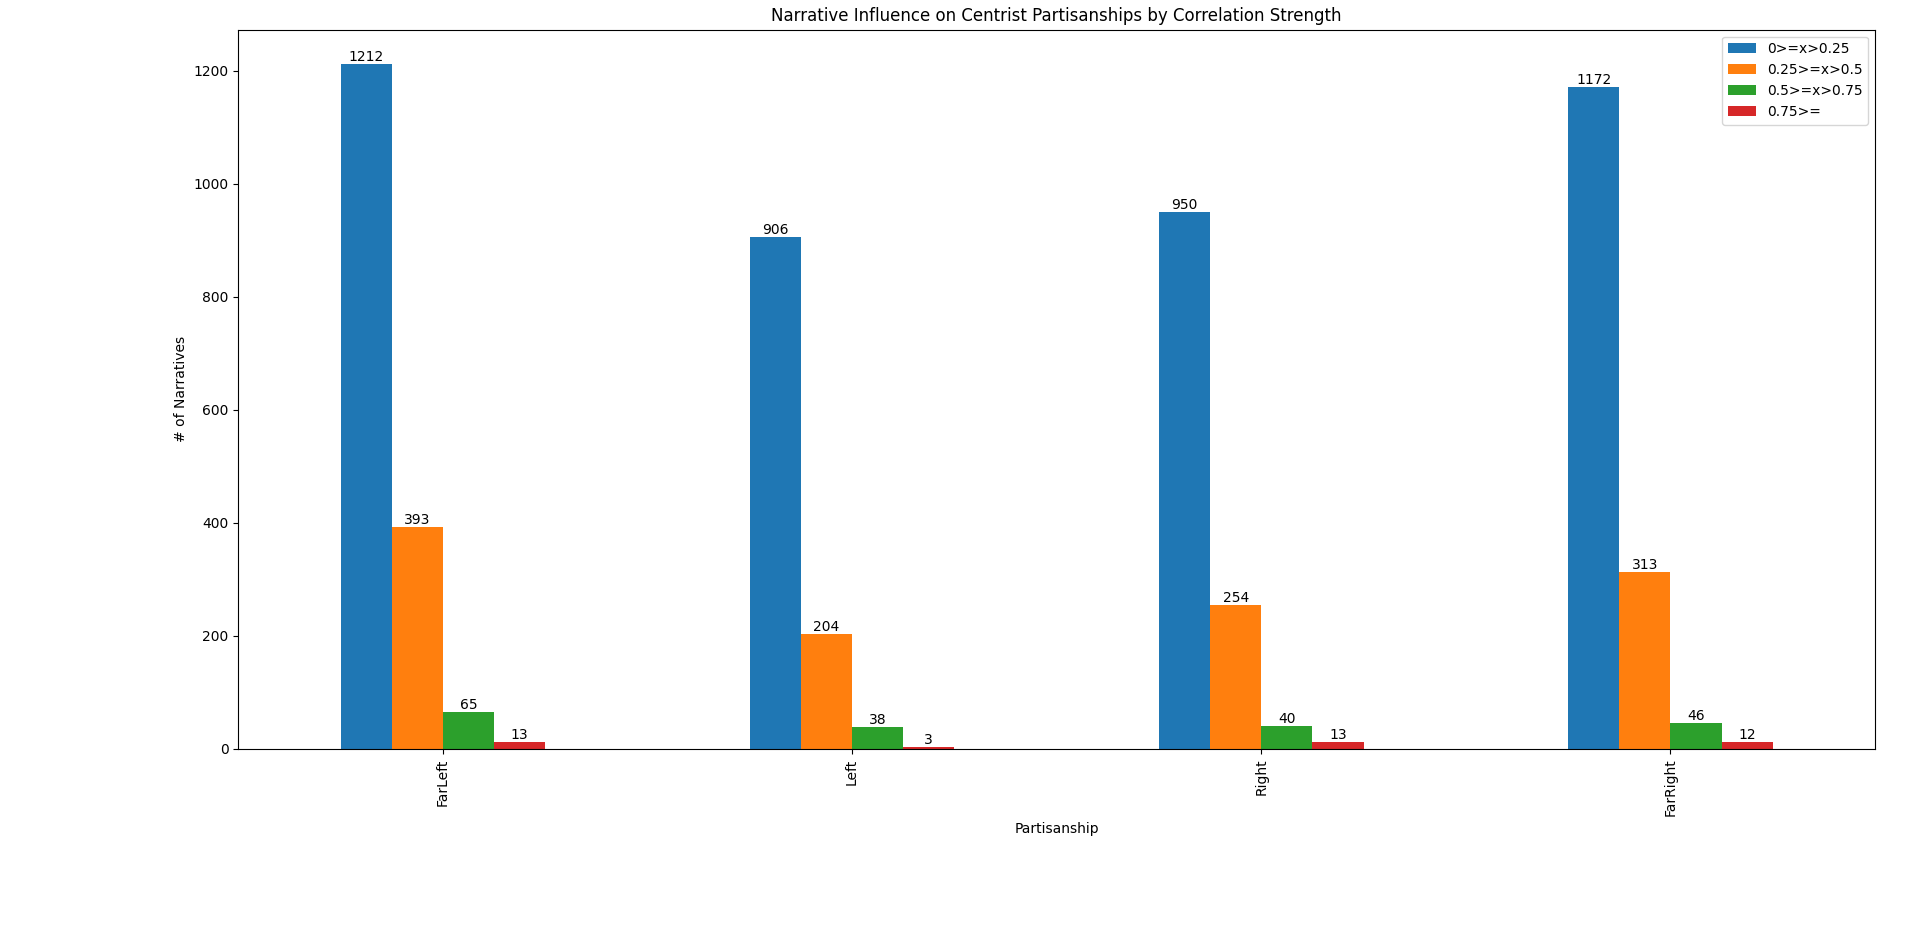 Narrative Influence on Centrist Partisanships by Correlation Strength
0>=x>0.25
0.25>=x>0.5
0.5>=x>0.75
0.75>=
# of Narratives
1200
1000
800
600
400
200
0
1212
393
65
13
906
204
38
3
950
254
40
13
1172
313
46
12
FarLeft
Left
Right
FarRight
Partisanship